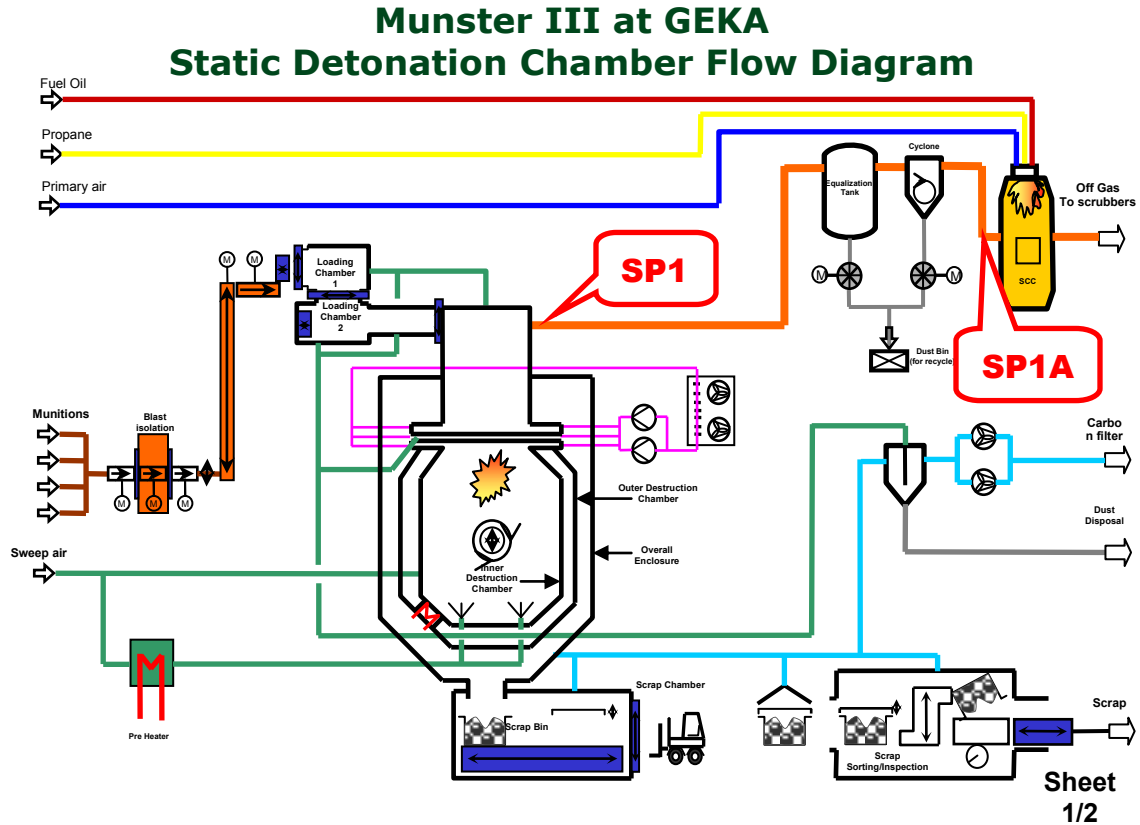 Munster III at GEKA
Static Detonation Chamber Flow Diagram
Fuel Oil
Propane
Primary air
Cyclone
Equalization
Tank
Off Gas
To scrubbers
SCC
M
M
Loading
Chamber
1
Loading
Chamber
2
SP1
M
M
Dust Bin
(for recycle)
SP1A
Munitions
Blast
isolation
M
M
M
Carbo
n filter
Outer Destruction
Chamber
Dust
Disposal
Sweep air
Overall
Enclosure
Inner
Destruction
Chamber
Pre Heater
Scrap Chamber
Scrap Bin
Scrap
Scrap
Sorting/Inspection
Sheet
1/2